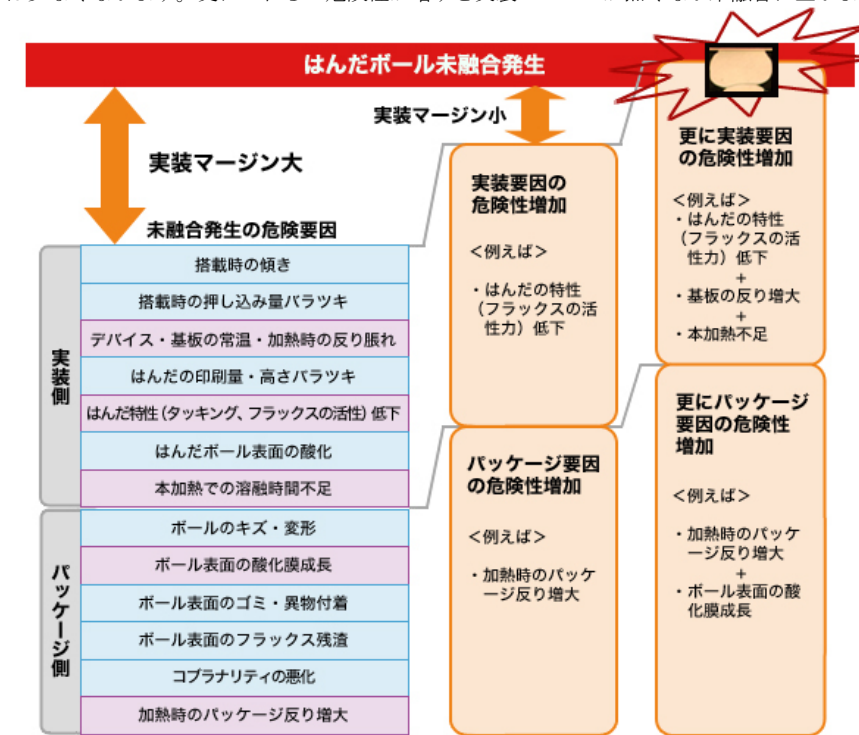 はんだボール未融合発生
実装マージン大
実装マージン小
未融合発生の危険要因
実装側
搭載時の傾き
搭載時の押し込み量バラツキ
デバイス・基板の常温・加熱時の反り脹れ
はんだの印刷量・高さバラツキ
はんだ特性(タッキング、フラックスの活性)低下
はんだボール表面の酸化
本加熱での溶融時間不足
パッケージ側
ボールのキズ・変形
ボール表面の酸化膜成長
ボール表面のゴミ・異物付着
ボール表面のフラックス残渣
コプラナリティの悪化
加熱時のパッケージ反り増大
実装要因の
危険性増加
<例えば>
・はんだの特性
(フラックスの活
性力)低下
パッケージ要因
の危険性増加
<例えば>
・加熱時のパッケ
ージ反り増大
更に実装要因
の危険性増加
<例えば>
・はんだの特性
(フラックスの活
性力)低下
+
・基板の反り増大
+
・本加熱不足
更にパッケージ
要因の危険性
増加
<例えば>
・加熱時のパッケ
ージ反り増大
+
・ボール表面の酸
化膜成長